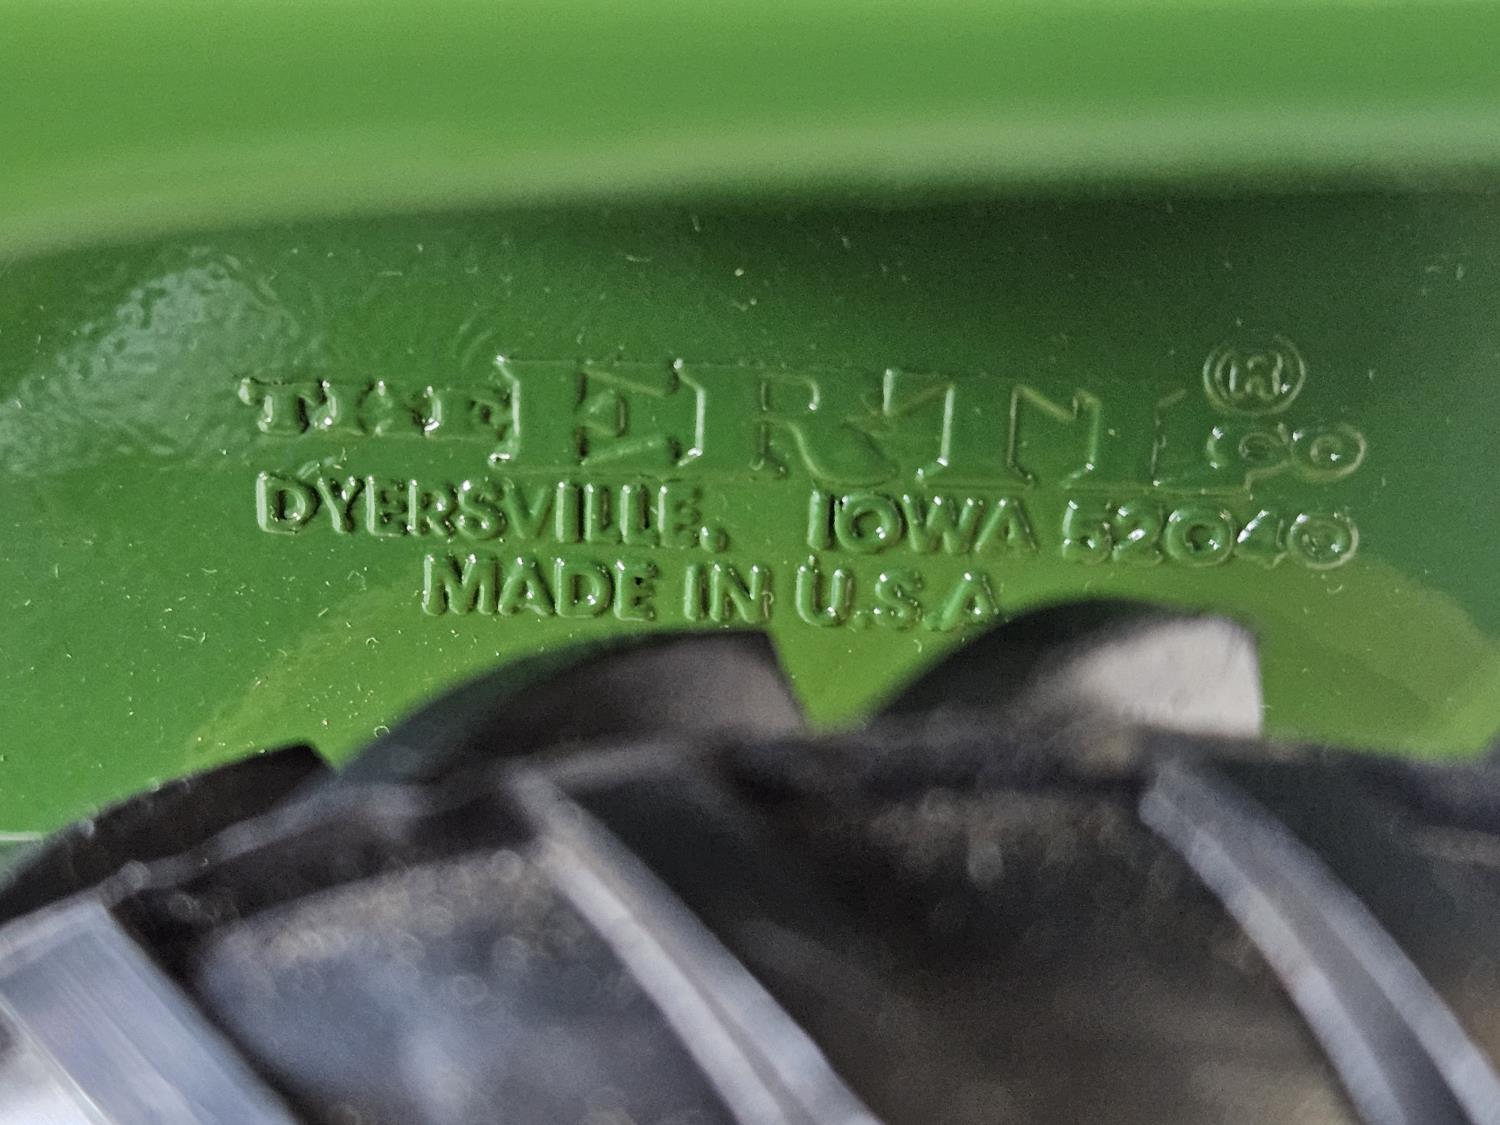 THE ERTL CO ®
DYERSVILLE, IOWA 52040
MADE IN U.S.A